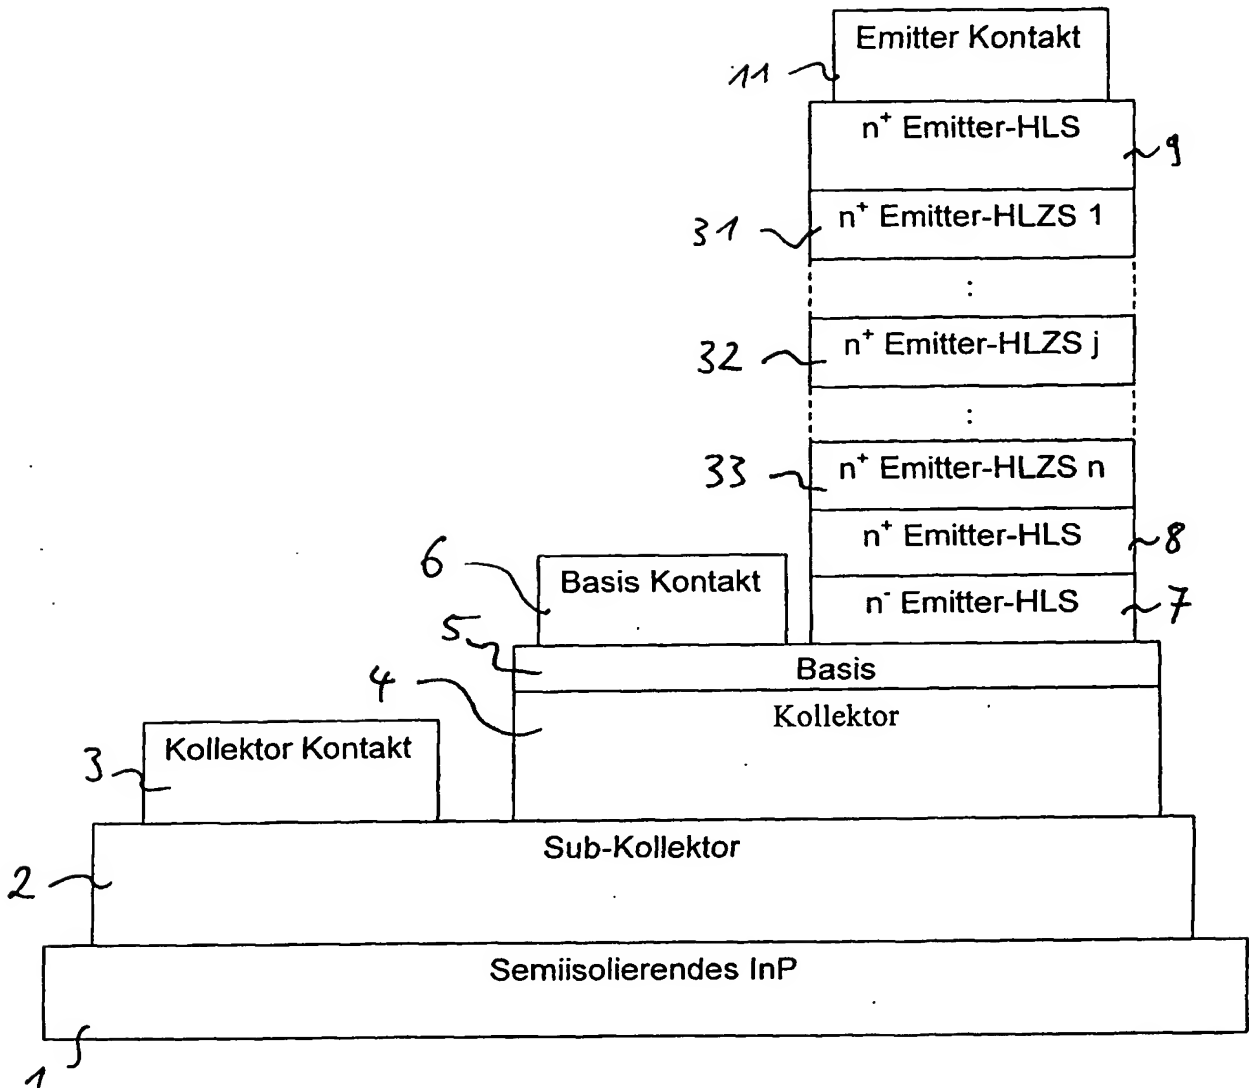 Emitter Kontakt
11
n⁺ Emitter-HLS
9
31
n⁺ Emitter-HLZS 1
:
32
n⁺ Emitter-HLZS j
:
33
n⁺ Emitter-HLZS n
n⁺ Emitter-HLS
8
6
Basis Kontakt
n⁻ Emitter-HLS
7
5
Basis
4
Kollektor
3
Kollektor Kontakt
Sub-Kollektor
2
Semiisolierendes InP
1